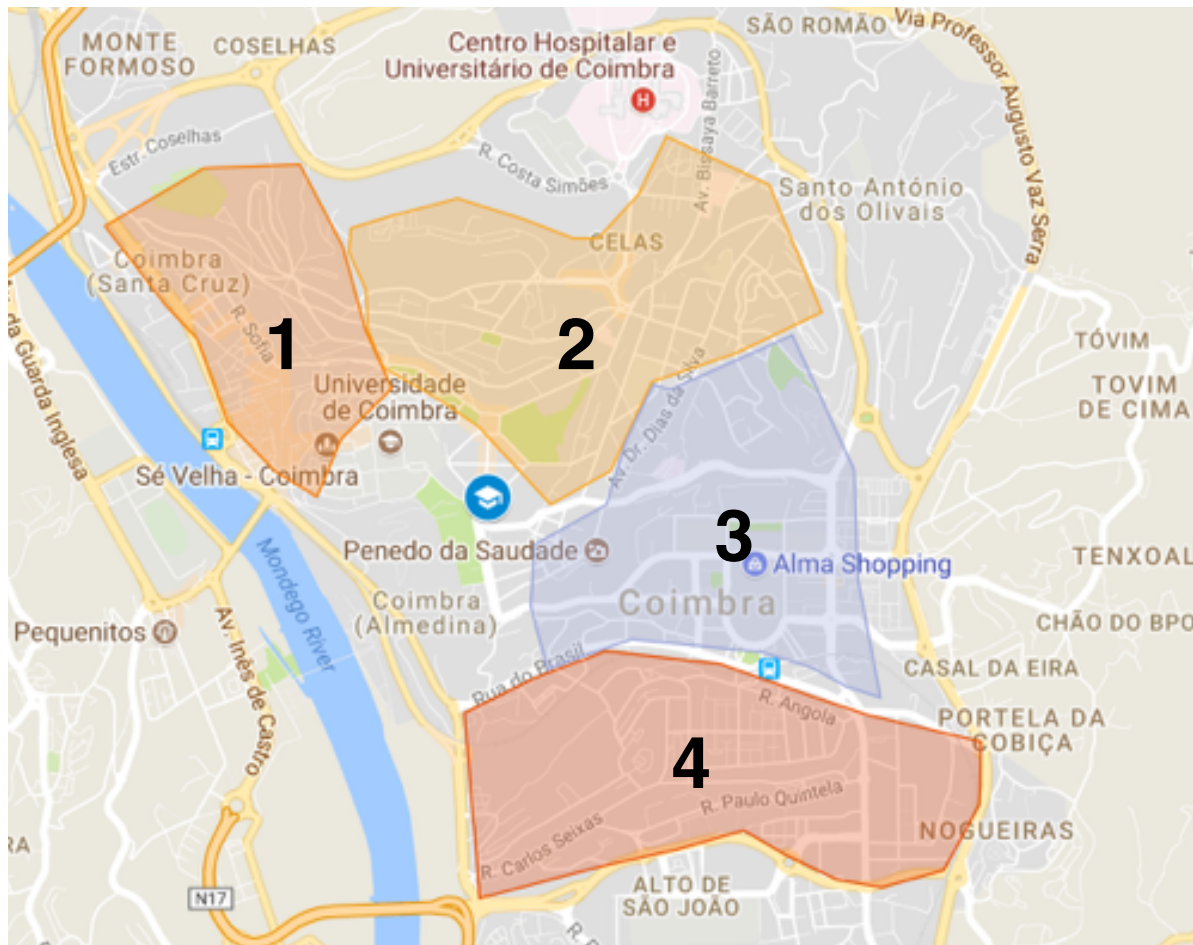 MONTE
FORMOSO
COSELHAS
Centro Hospitalar e
Universitário de Coimbra
H
SÃO ROMÃO
Via Professor Augusto Vaz Serra
Estr. Coselhas
R. Costa Simões
Av. Bissaya Barreto
Santo António
dos Olivais
CELAS
Coimbra
(Santa Cruz)
R. Sofia
1
2
da Guarda Inglesa
TÓVIM
TOVIM
DE CIMA
Universidade
de Coimbra
Av. Dr. Dias da Silva
Sé Velha - Coimbra
3
Penedo da Saudade
Alma Shopping
TENXOAL
Mondego River
Coimbra
(Almedina)
Coimbra
CHÃO DO BPO
Pequenitos
Av. Inês de Castro
Rua do Brasil
CASAL DA EIRA
R. Angola
PORTELA DA
COBIÇA
4
R. Paulo Quintela
R. Carlos Seixas
NOGUEIRAS
RA
N17
ALTO DE
SÃO JOÃO